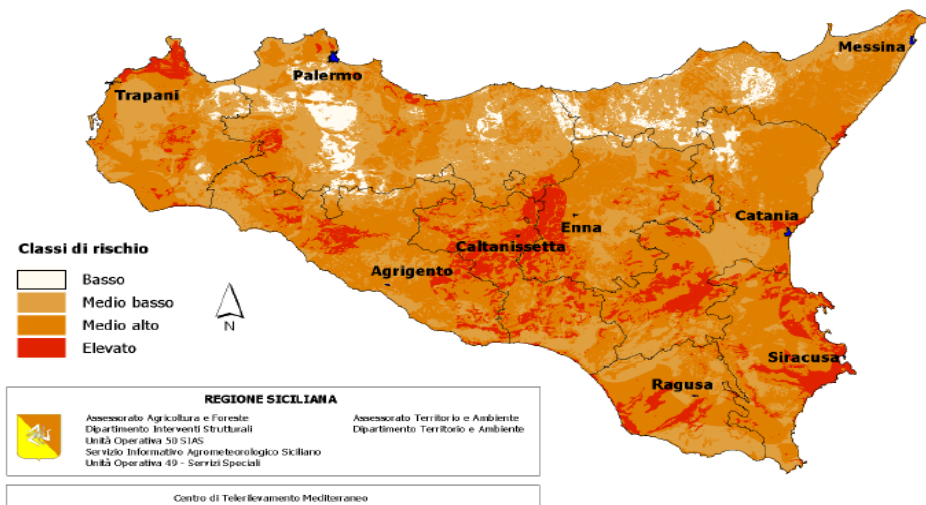 Messina
Palermo
Trapani
Catania
Enna
Caltanissetta
Agrigento
Siracusa
Ragusa
Classi di rischio
Basso
Medio basso
Medio alto
Elevato
N
REGIONE SICILIANA
Assessorato Agricoltura e Foreste
Dipartimento Interventi Strutturali
Unità Operativa 50 SIAS
Servizio Informativo Agrometeorologico Siciliano
Unità Operativa 49 - Servizi Speciali
Assessorato Territorio e Ambiente
Dipartimento Territorio e Ambiente
Centro di Telerilevamento Mediterraneo